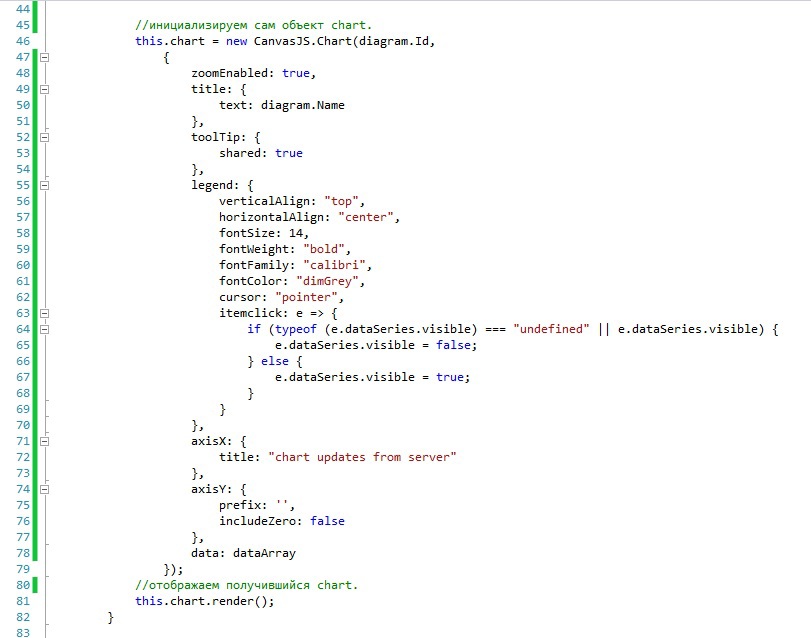 44
45 //инициализируем сам объект chart.
46 this.chart = new CanvasJS.Chart(diagram.Id,
47 {
48 zoomEnabled: true,
49 title: {
50 text: diagram.Name
51 },
52 toolTip: {
53 shared: true
54 },
55 legend: {
56 verticalAlign: "top",
57 horizontalAlign: "center",
58 fontSize: 14,
59 fontWeight: "bold",
60 fontFamily: "calibri",
61 fontColor: "dimGrey",
62 cursor: "pointer",
63 itemclick: e => {
64 if (typeof (e.dataSeries.visible) === "undefined" || e.dataSeries.visible) {
65 e.dataSeries.visible = false;
66 } else {
67 e.dataSeries.visible = true;
68 }
69 }
70 },
71 axisX: {
72 title: "chart updates from server"
73 },
74 axisY: {
75 prefix: '',
76 includeZero: false
77 },
78 data: dataArray
79 });
80 //отображаем получившийся chart.
81 this.chart.render();
82 }
83